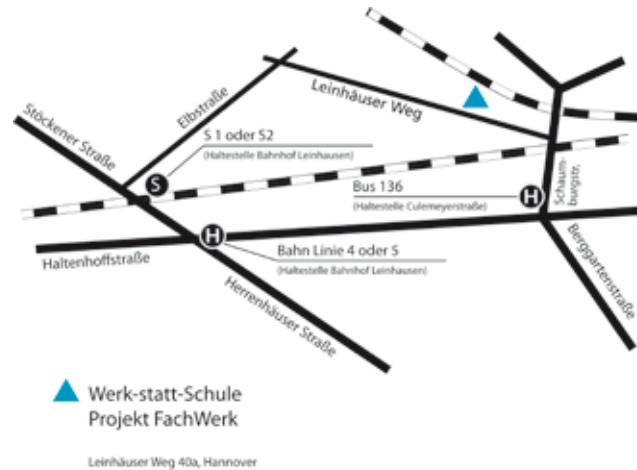 Leinhäuser Weg
Elbstraße
Stöckener Straße
S 1 oder S2
(Haltestelle Bahnhof Leinhausen)
S
Bus 136
(Haltestelle Culemeyerstraße)
H
Schaum-
burgstr.
H
Bahn Linie 4 oder 5
(Haltestelle Bahnhof Leinhausen)
Haltenhoffstraße
Herrenhäuser Straße
Berggartenstraße
Werk-statt-Schule
Projekt FachWerk
Leinhäuser Weg 40a, Hannover